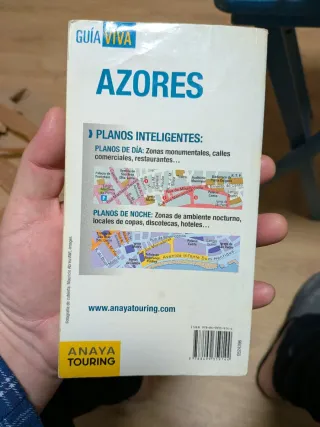 GUÍA VIVA
AZORES
PLANOS INTELIGENTES:
PLANOS DE DÍA: Zonas monumentales, calles
comerciales, restaurantes...
PLANOS DE NOCHE: Zonas de ambiente nocturno,
locales de copas, discotecas, hoteles...
www.anayatouring.com
ANAYA
TOURING